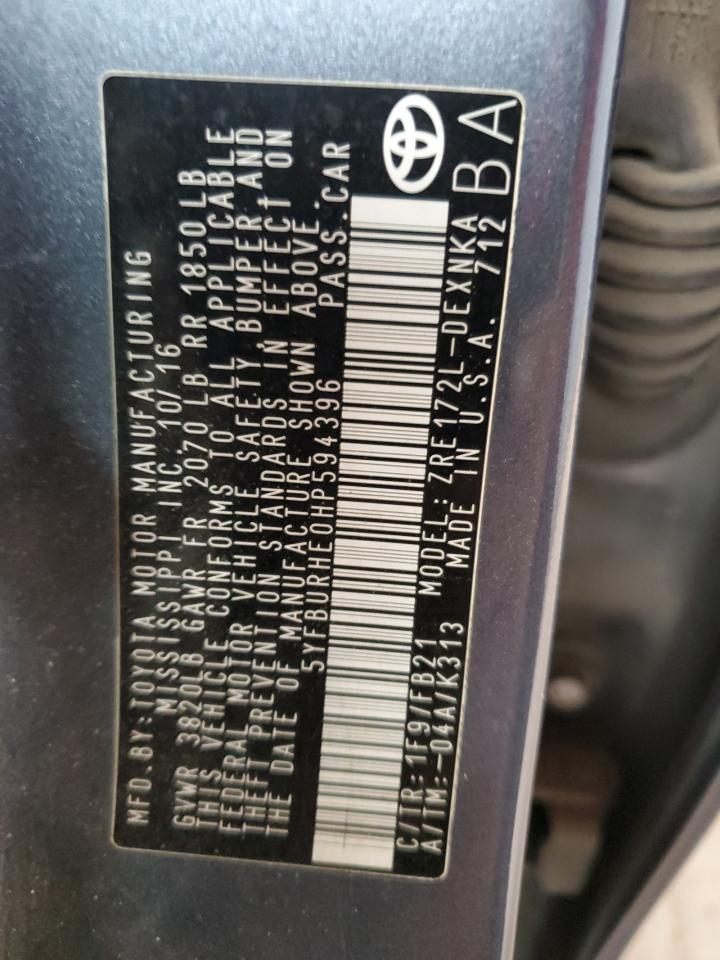 MFD.BY:TOYOTA MOTOR MANUFACTURING
MISSISSIPPI INC. 10/16
GVWR 3820LB GAWR FR 2070 LB RR 1850LB
THIS VEHICLE CONFORMS TO ALL APPLICABLE
FEDERAL MOTOR VEHICLE SAFETY, BUMPER AND
THEFT PREVENTION STANDARDS IN EFFECT ON
THE DATE OF MANUFACTURE SHOWN ABOVE.
5YFBURHE0HP594396 PASS.CAR
C/TR:1F9/FB21 MODEL:ZRE172L-DEXNKA
A/TM:-04A/K313 MADE IN U.S.A. 712
BA